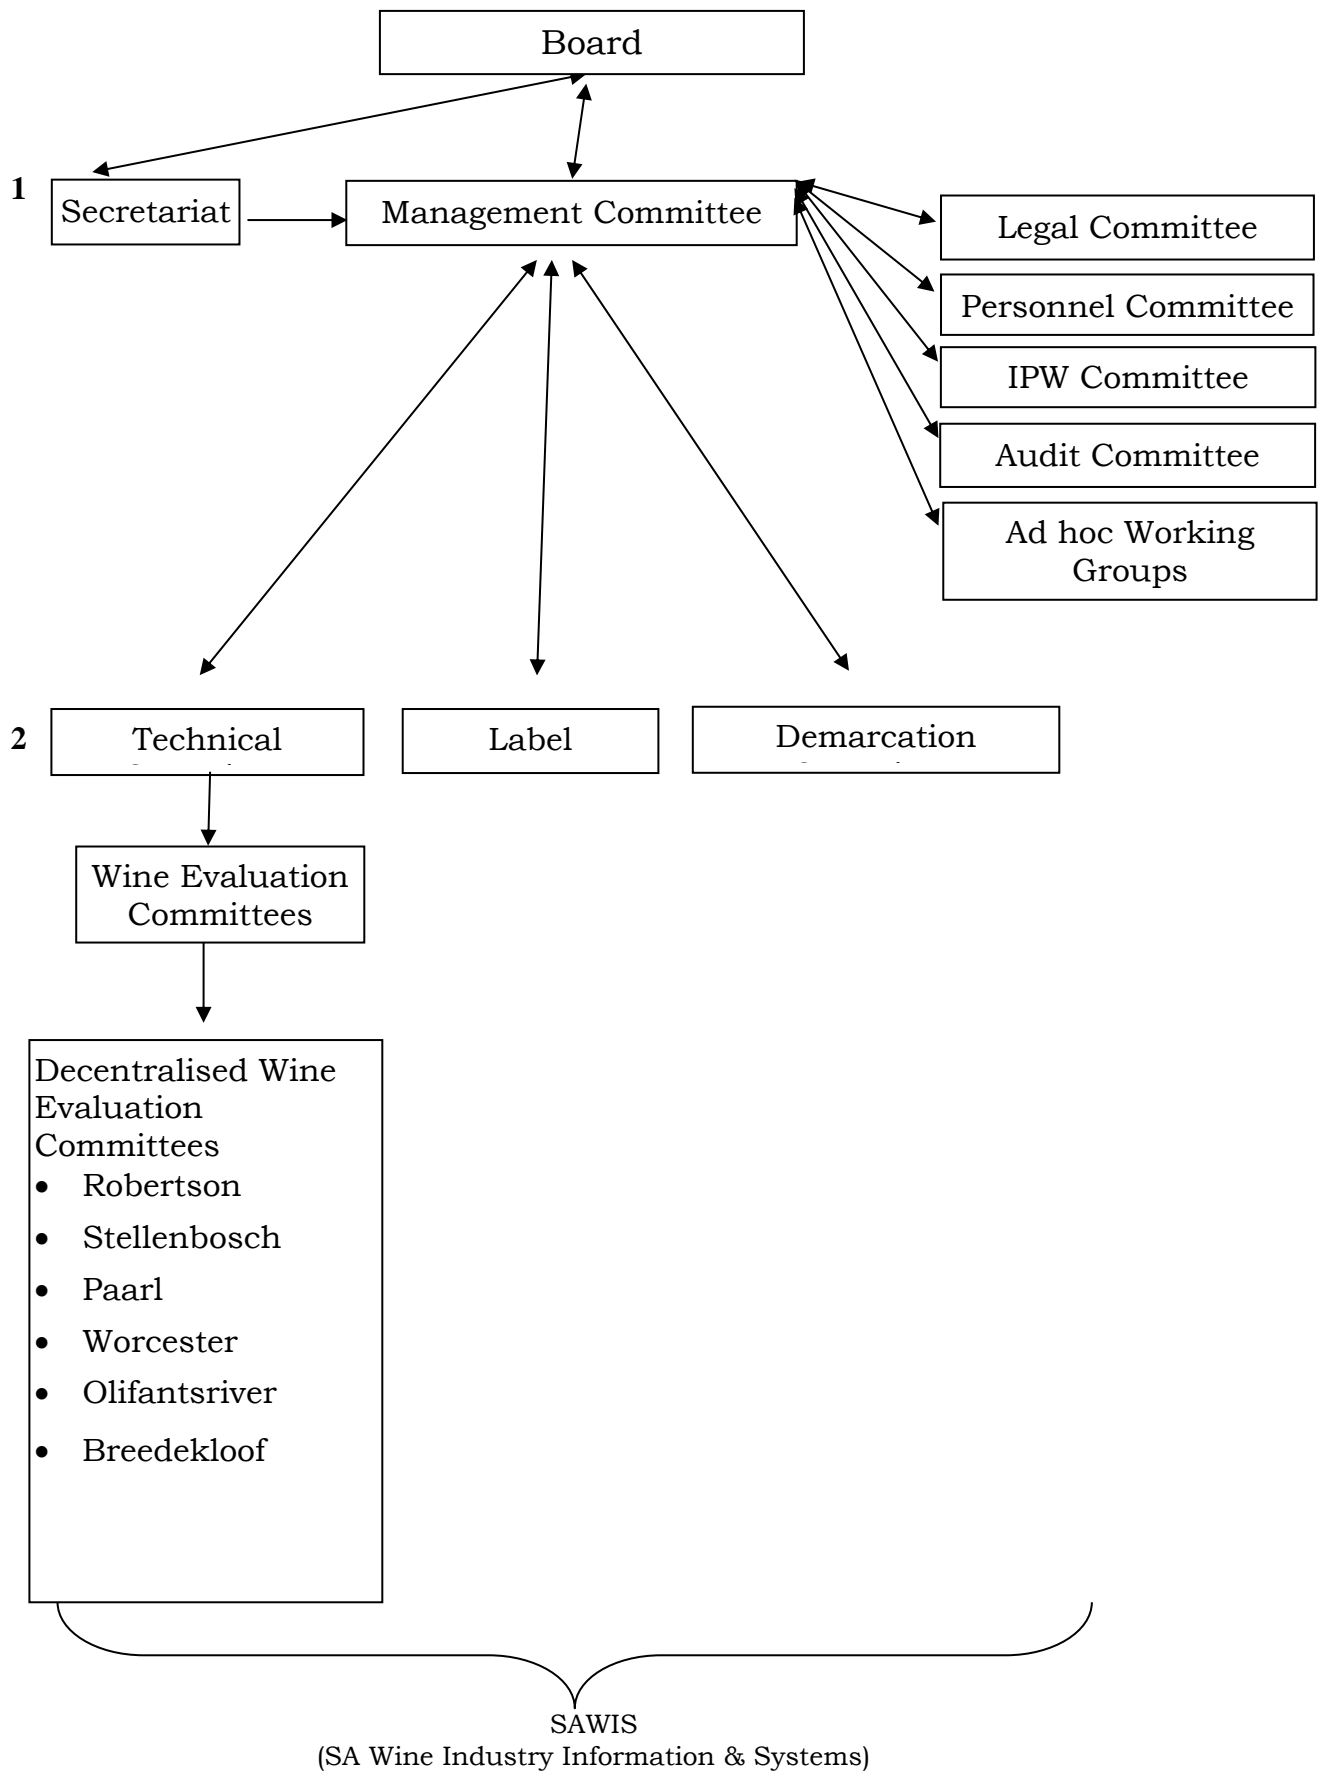 Board
1
Secretariat
Management Committee
Legal Committee
Personnel Committee
IPW Committee
Audit Committee
Ad hoc Working
Groups
2
Technical
Label
Demarcation
Wine Evaluation
Committees
Decentralised Wine
Evaluation
Committees
• Robertson
• Stellenbosch
• Paarl
• Worcester
• Olifantsriver
• Breedekloof
SAWIS
(SA Wine Industry Information & Systems)